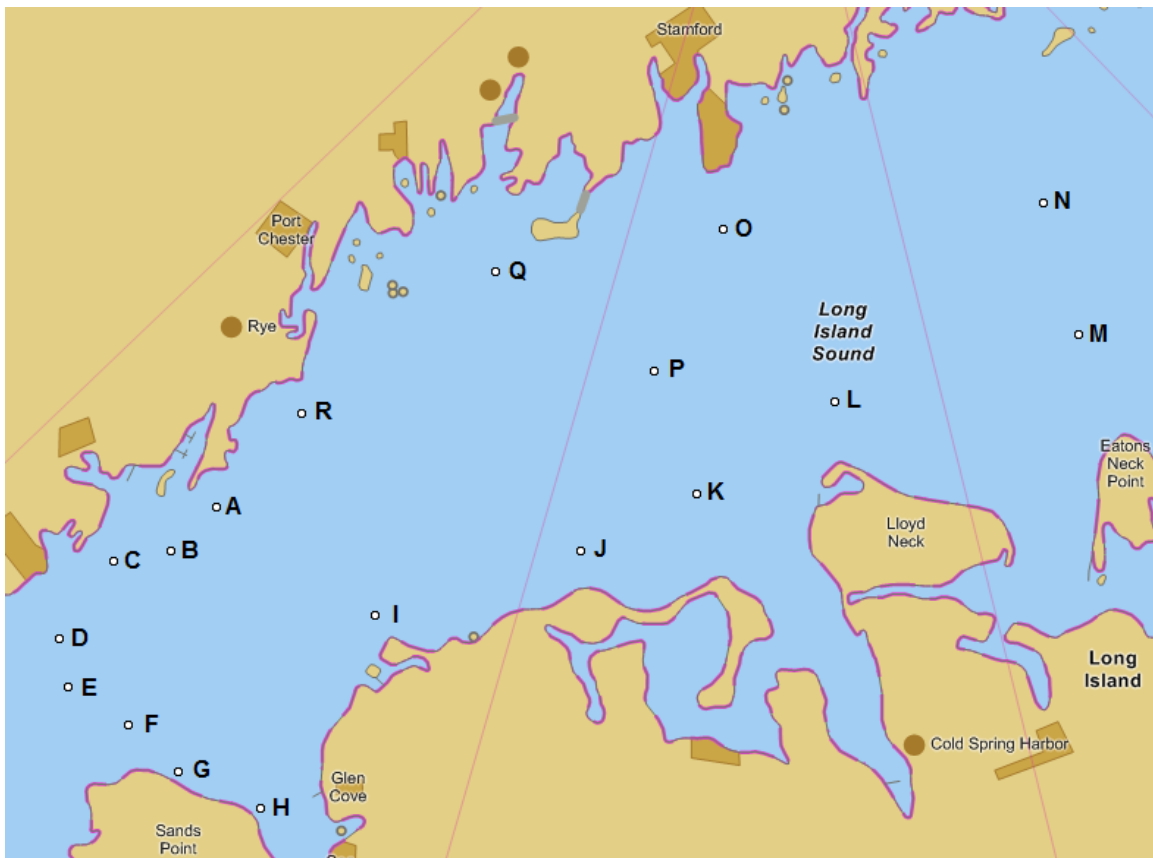 Stamford
N
Port
Chester
O
Q
Rye
Long
Island
Sound
M
P
L
R
Eatons
Neck
Point
K
A
Lloyd
Neck
B
J
C
I
D
Long
Island
E
F
Cold Spring Harbor
G
Glen
Cove
H
Sands
Point